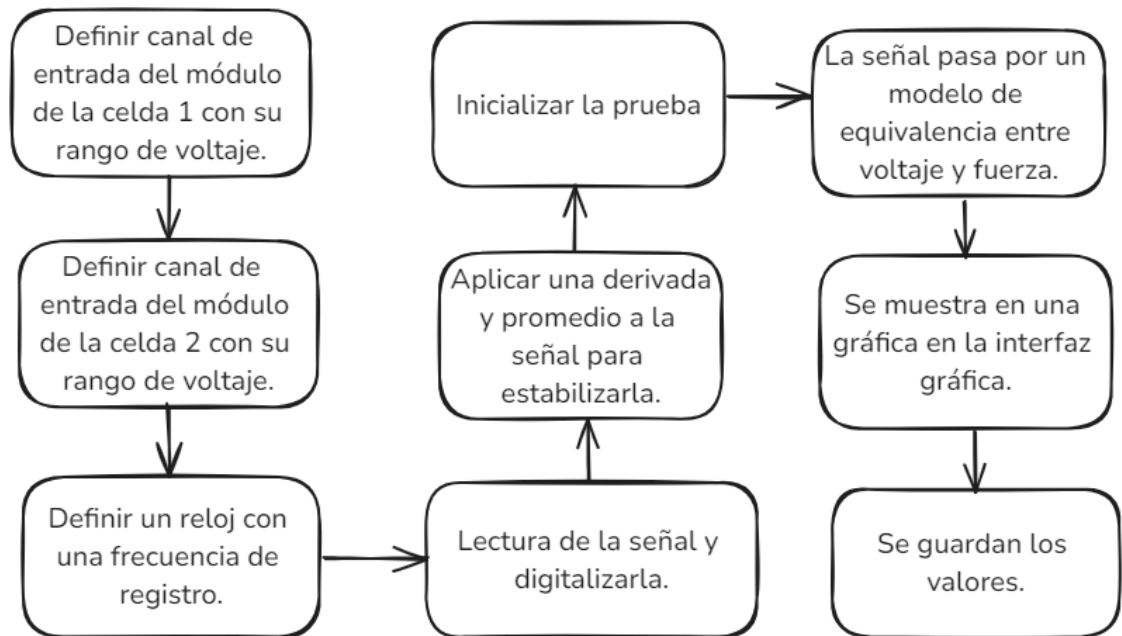 Definir canal de
entrada del módulo
de la celda 1 con su
rango de voltaje.
Definir canal de
entrada del módulo
de la celda 2 con su
rango de voltaje.
Definir un reloj con
una frecuencia de
registro.
Lectura de la señal y
digitalizarla.
Aplicar una derivada
y promedio a la
señal para
estabilizarla.
Inicializar la prueba
La señal pasa por un
modelo de
equivalencia entre
voltaje y fuerza.
Se muestra en una
gráfica en la interfaz
gráfica.
Se guardan los
valores.